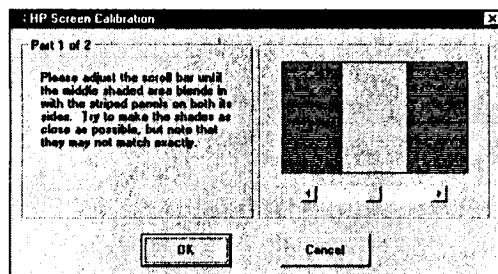 HP Screen Calibration
Part 1 of 2
Please adjust the scroll bar until
the middle shaded area blends in
with the striped panels on both its
sides. Try to make the shades as
close as possible, but note that
they may not match exactly.
OK
Cancel